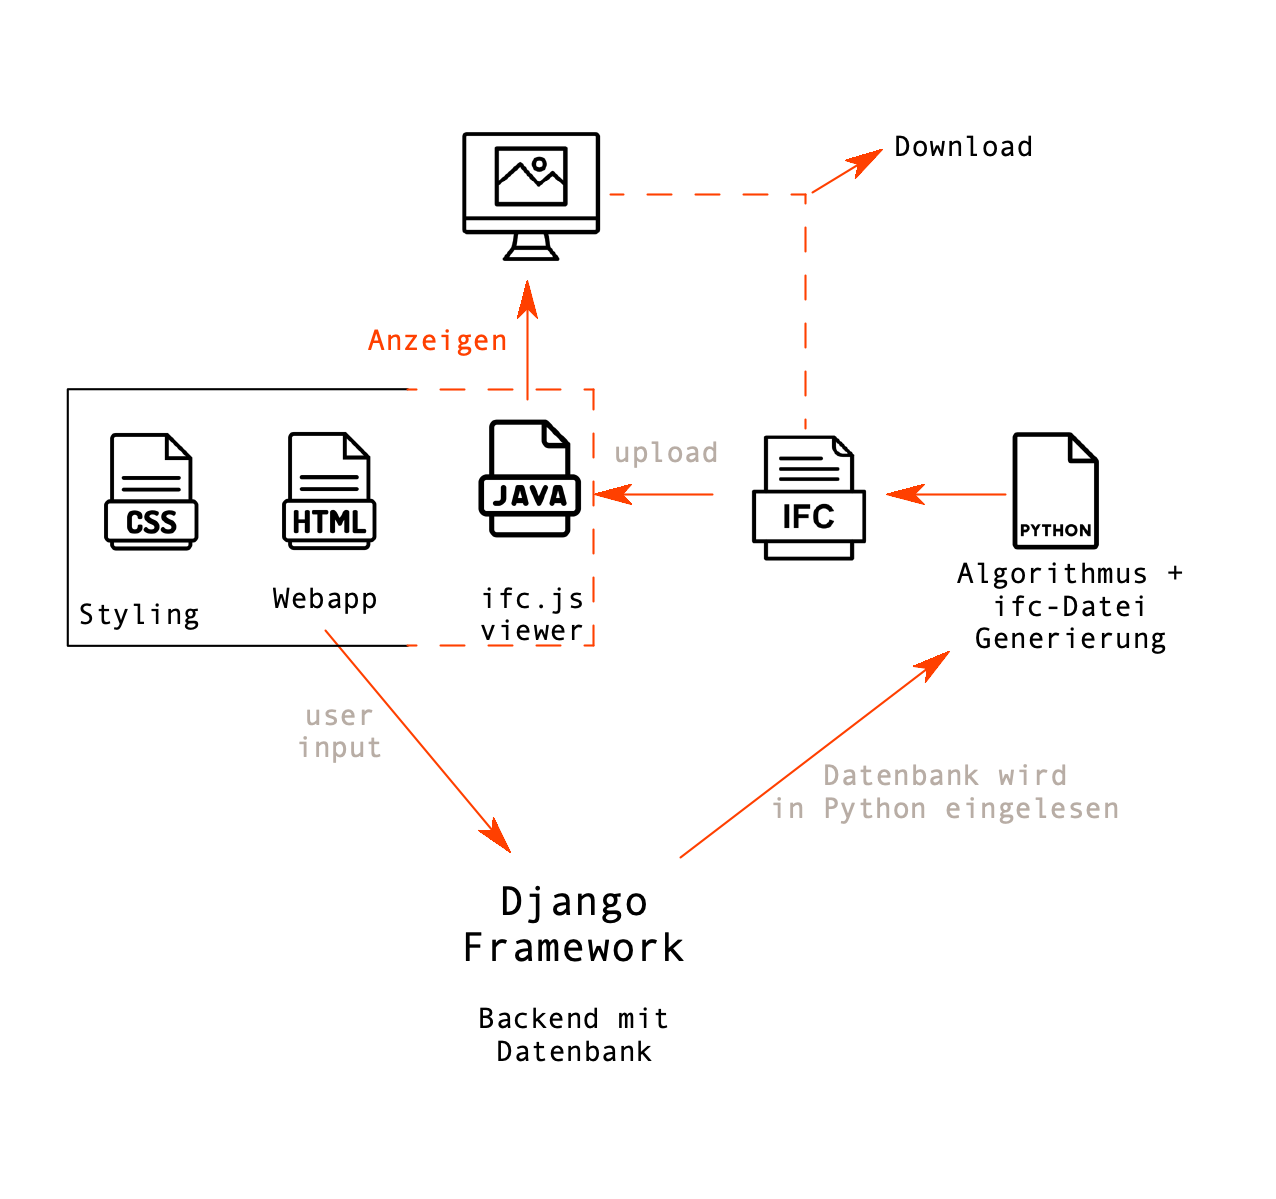 Download
Anzeigen
upload
CSS
HTML
JAVA
IFC
PYTHON
Styling
Webapp
ifc.js
viewer
Algorithmus +
ifc-Datei
Generierung
user
input
Datenbank wird
in Python eingelesen
Django
Framework
Backend mit
Datenbank